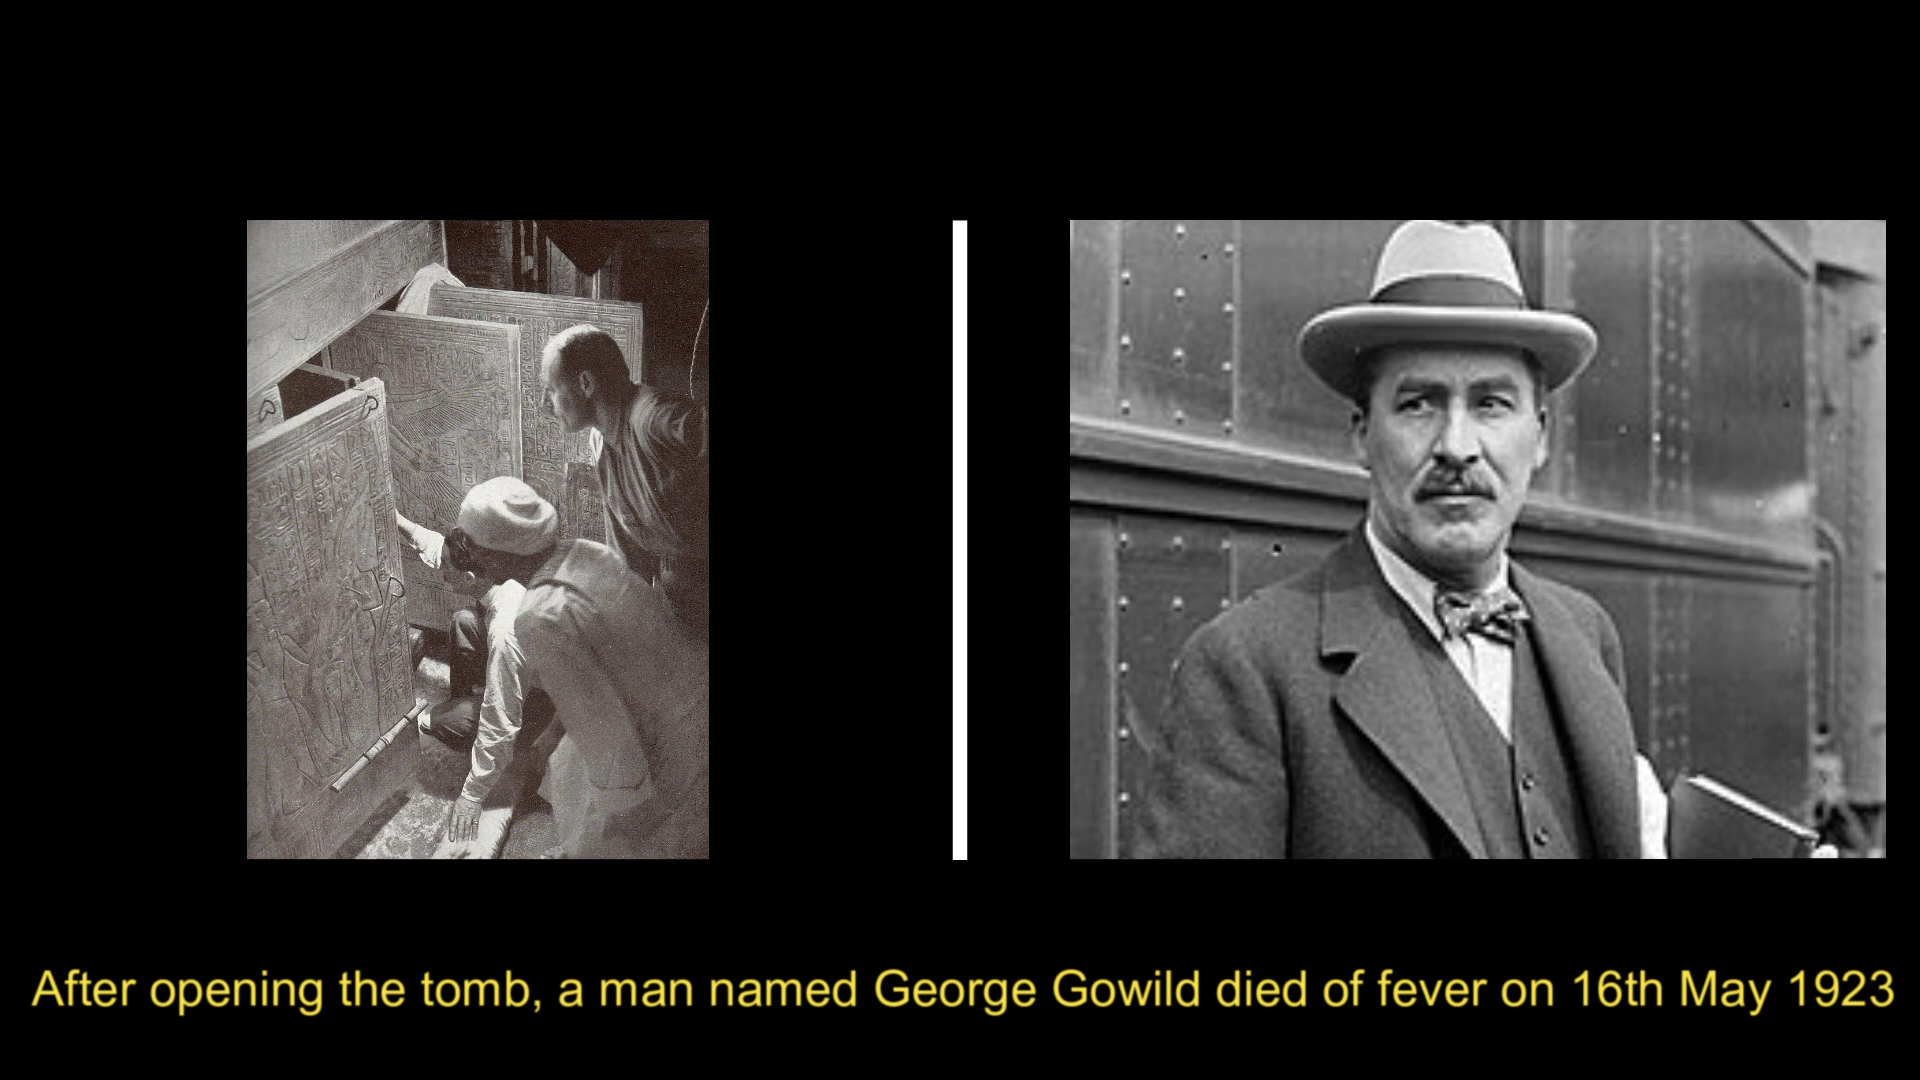 After opening the tomb, a man named George Gowild died of fever on 16th May 1923